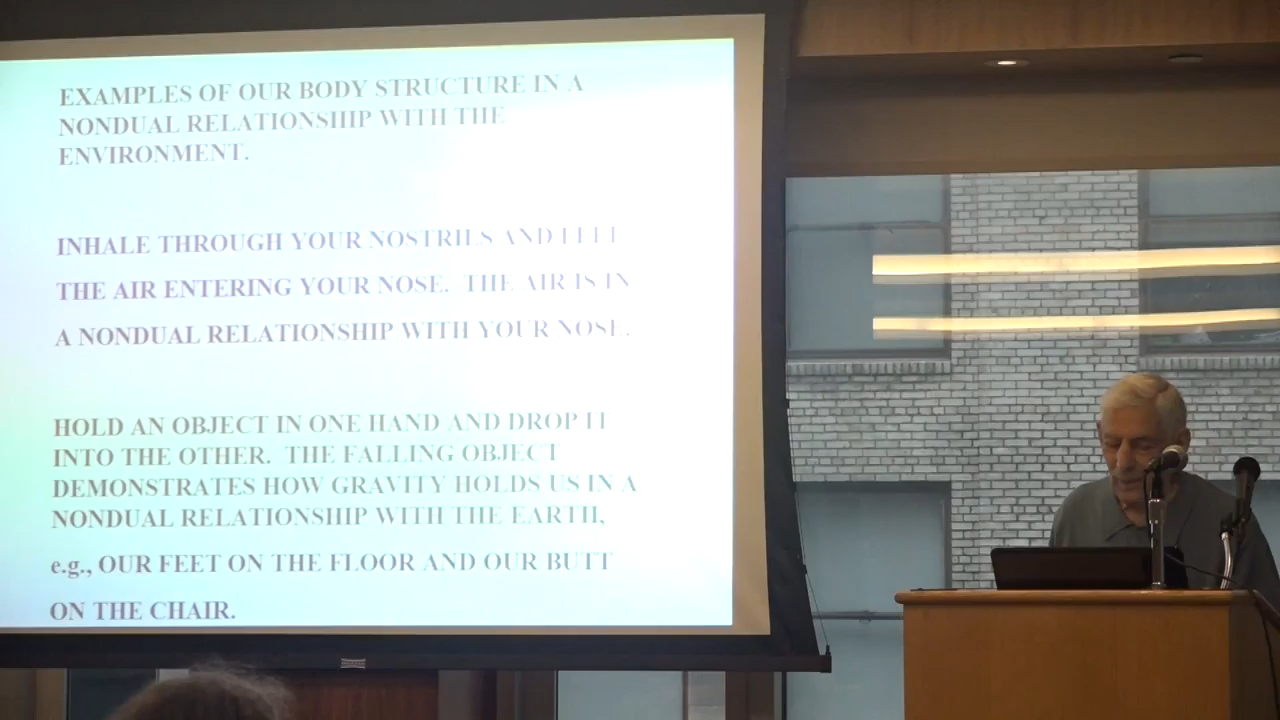 EXAMPLES OF OUR BODY STRUCTURE IN A
NONDUAL RELATIONSHIP WITH THE
ENVIRONMENT.
INHALE THROUGH YOUR NOSTRILS AND FEEL
THE AIR ENTERING YOUR NOSE. THE AIR IS IN
A NONDUAL RELATIONSHIP WITH YOUR NOSE.
HOLD AN OBJECT IN ONE HAND AND DROP IT
INTO THE OTHER. THE FALLING OBJECT
DEMONSTRATES HOW GRAVITY HOLDS US IN A
NONDUAL RELATIONSHIP WITH THE EARTH,
e.g., OUR FEET ON THE FLOOR AND OUR BUTT
ON THE CHAIR.